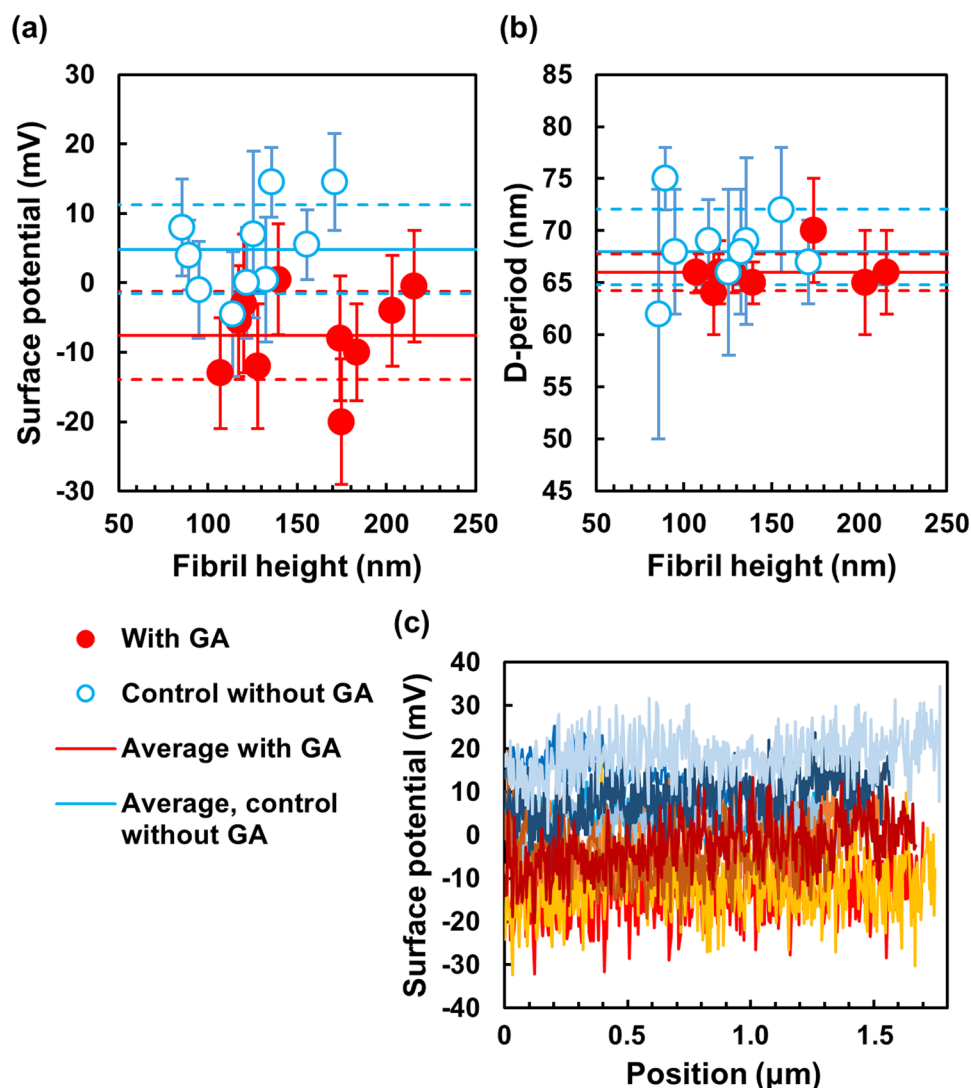 (a)
(b)
30
20
10
0
-10
-20
-30
Surface potential (mV)
50 100 150 200 250
Fibril height (nm)
85
80
75
70
65
60
55
50
45
D-period (nm)
50 100 150 200 250
Fibril height (nm)
With GA
Control without GA
Average with GA
Average, control
without GA
(c)
40
30
20
10
0
-10
-20
-30
-40
Surface potential (mV)
0 0.5 1.0 1.5
Position (μm)